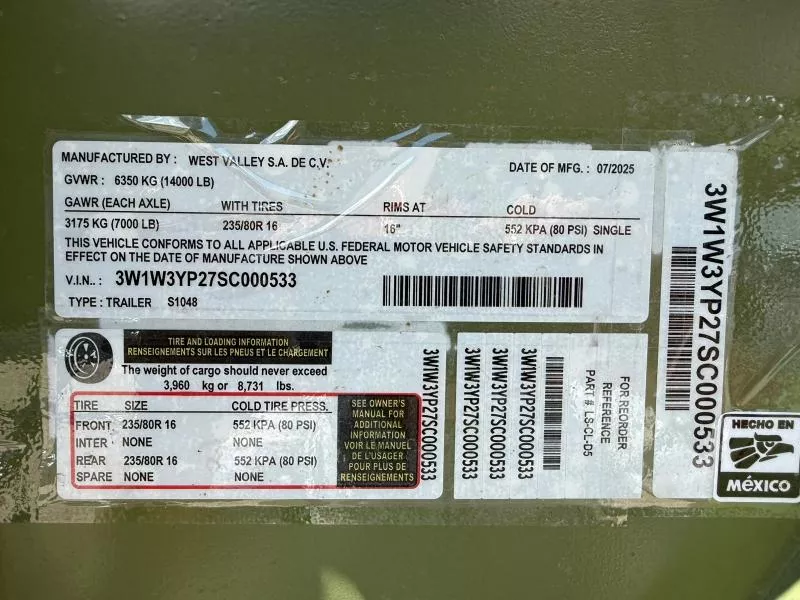 MANUFACTURED BY : WEST VALLEY S.A. DE C.V.
DATE OF MFG. : 07/2025
GVWR : 6350 KG (14000 LB)
GAWR (EACH AXLE) WITH TIRES RIMS AT COLD
3175 KG (7000 LB) 235/80R 16 16" 552 KPA (80 PSI) SINGLE
THIS VEHICLE CONFORMS TO ALL APPLICABLE U.S. FEDERAL MOTOR VEHICLE SAFETY STANDARDS IN
EFFECT ON THE DATE OF MANUFACTURE SHOWN ABOVE
V.I.N.. : 3W1W3YP27SC000533
TYPE : TRAILER S1048
TIRE AND LOADING INFORMATION
RENSEIGNEMENTS SUR LES PNEUS ET LE CHARGEMENT
The weight of cargo should never exceed
3,960 kg or 8,731 lbs.
TIRE SIZE COLD TIRE PRESS.
FRONT 235/80R 16 552 KPA (80 PSI)
INTER NONE NONE
REAR 235/80R 16 552 KPA (80 PSI)
SPARE NONE NONE
SEE OWNER'S
MANUAL FOR
ADDITIONAL
INFORMATION
VOIR LE MANUEL
DE L'USAGER
POUR PLUS DE
RENSEIGNEMENTS
3W1W3YP27SC000533
3W1W3YP27SC000533
3W1W3YP27SC000533
3W1W3YP27SC000533
FOR REORDER
REFERENCE
PART # LS-CL-D5
3W1W3YP27SC000533
HECHO EN
MéXICO